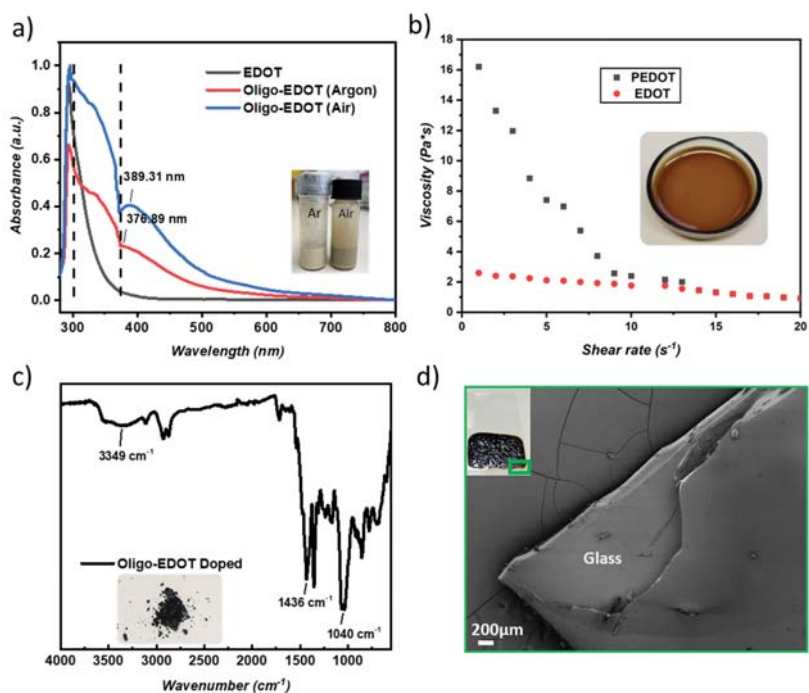 a)
1.0
0.8
0.6
0.4
0.2
0.0
Absorbance (a.u.)
EDOT
Oligo-EDOT (Argon)
Oligo-EDOT (Air)
389.31 nm
376.89 nm
Ar
Air
300
400
500
600
700
800
Wavelength (nm)
b)
18
16
14
12
10
8
6
4
2
0
Viscosity (Pa*s)
PEDOT
EDOT
0
5
10
15
20
Shear rate (s⁻¹)
c)
3349 cm⁻¹
Oligo-EDOT Doped
1436 cm⁻¹
1040 cm⁻¹
4000
3500
3000
2500
2000
1500
1000
Wavenumber (cm⁻¹)
d)
Glass
200µm